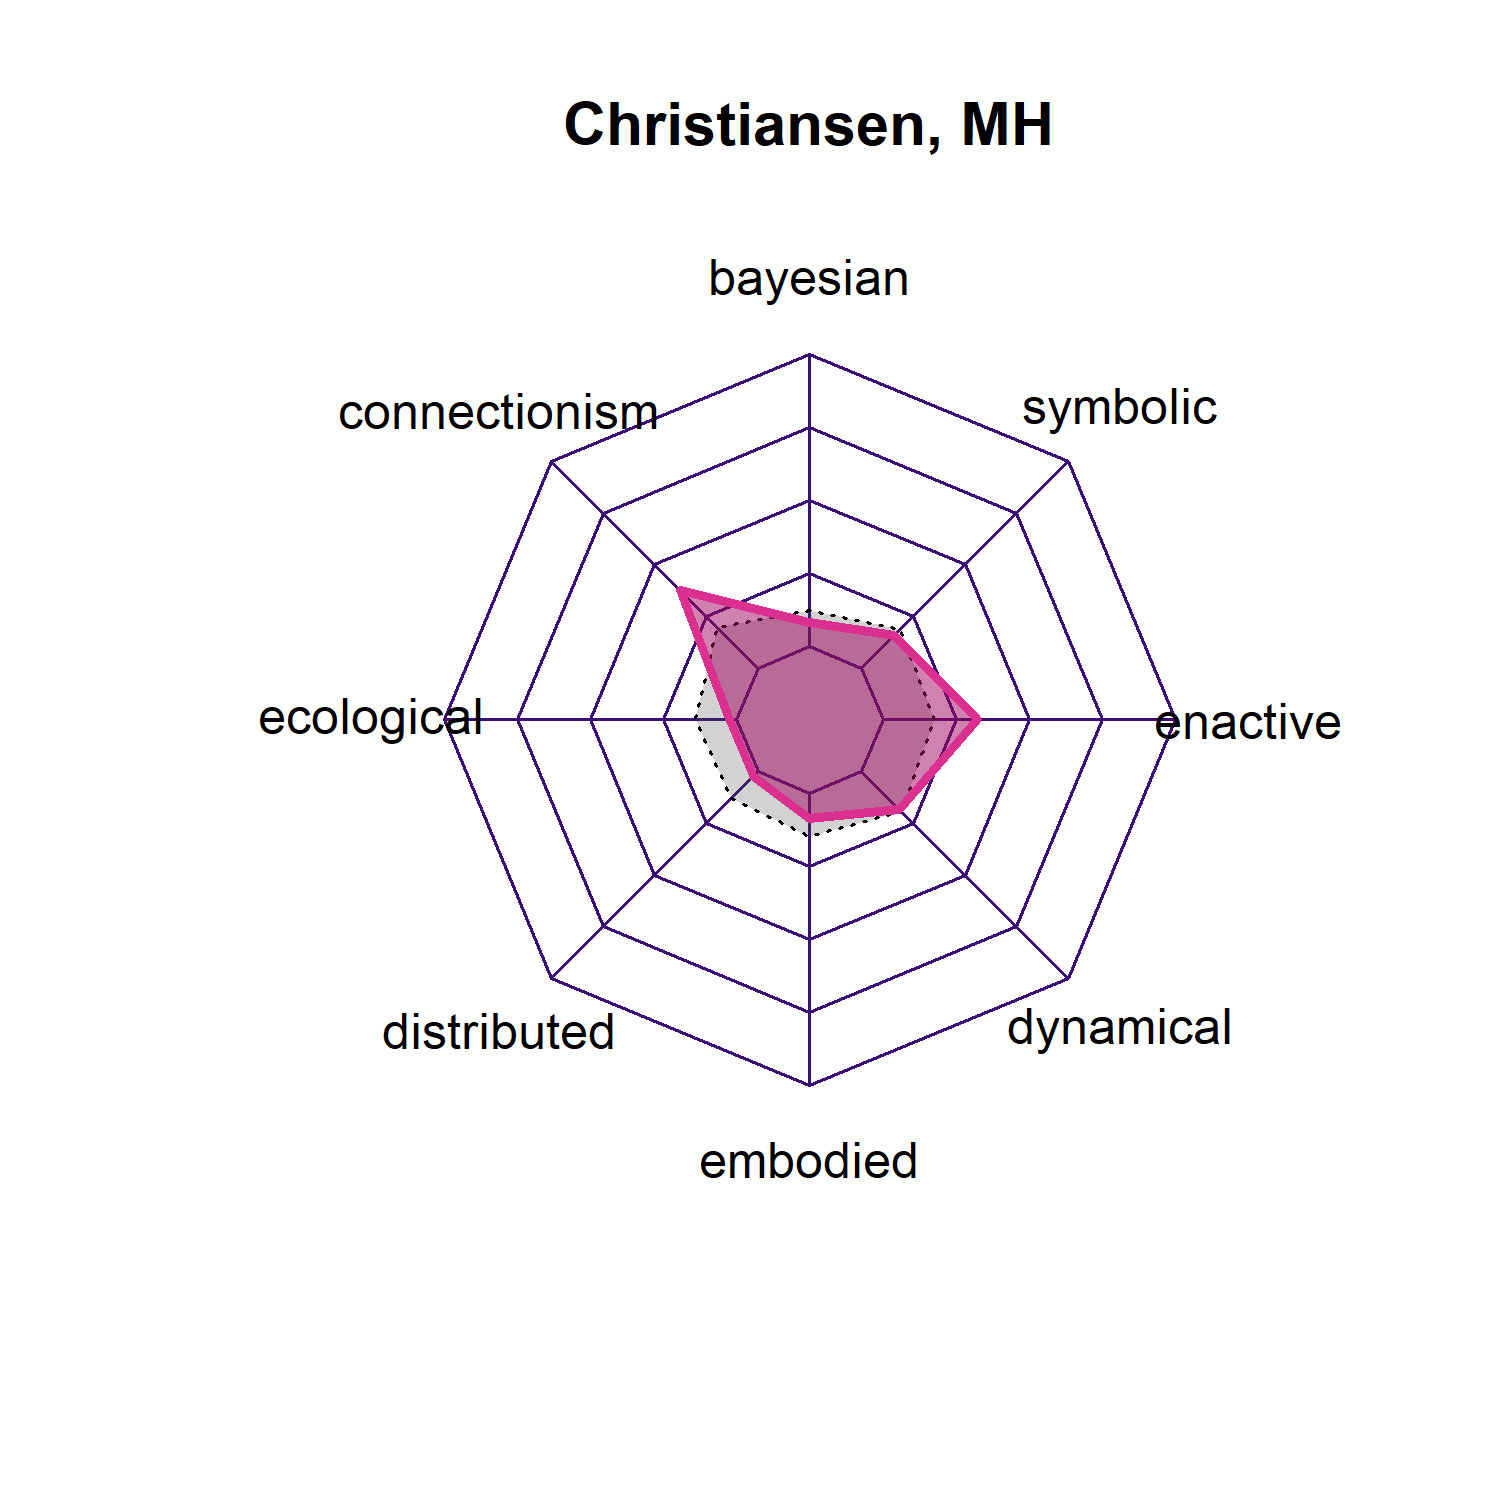 Christiansen, MH
bayesian
connectionism
symbolic
ecological
enactive
distributed
dynamical
embodied